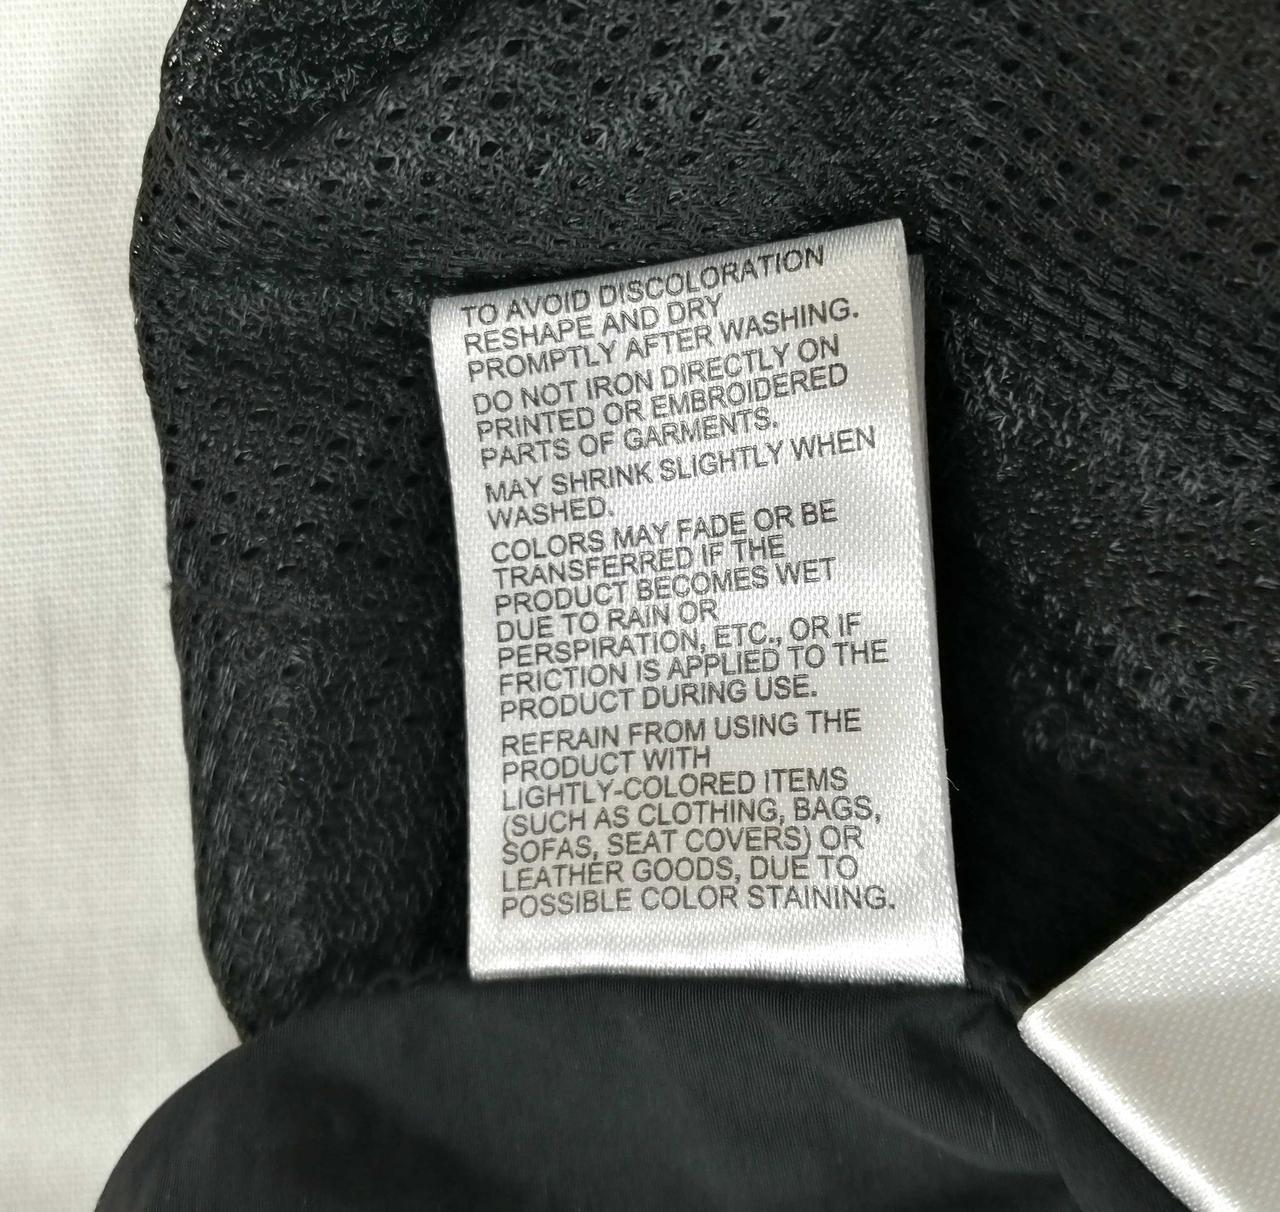 TO AVOID DISCOLORATION
RESHAPE AND DRY
PROMPTLY AFTER WASHING.
DO NOT IRON DIRECTLY ON
PRINTED OR EMBROIDERED
PARTS OF GARMENTS.
MAY SHRINK SLIGHTLY WHEN
WASHED.
COLORS MAY FADE OR BE
TRANSFERRED IF THE
PRODUCT BECOMES WET
DUE TO RAIN OR
PERSPIRATION, ETC., OR IF
FRICTION IS APPLIED TO THE
PRODUCT DURING USE.
REFRAIN FROM USING THE
PRODUCT WITH
LIGHTLY-COLORED ITEMS
(SUCH AS CLOTHING, BAGS,
SOFAS, SEAT COVERS) OR
LEATHER GOODS, DUE TO
POSSIBLE COLOR STAINING.